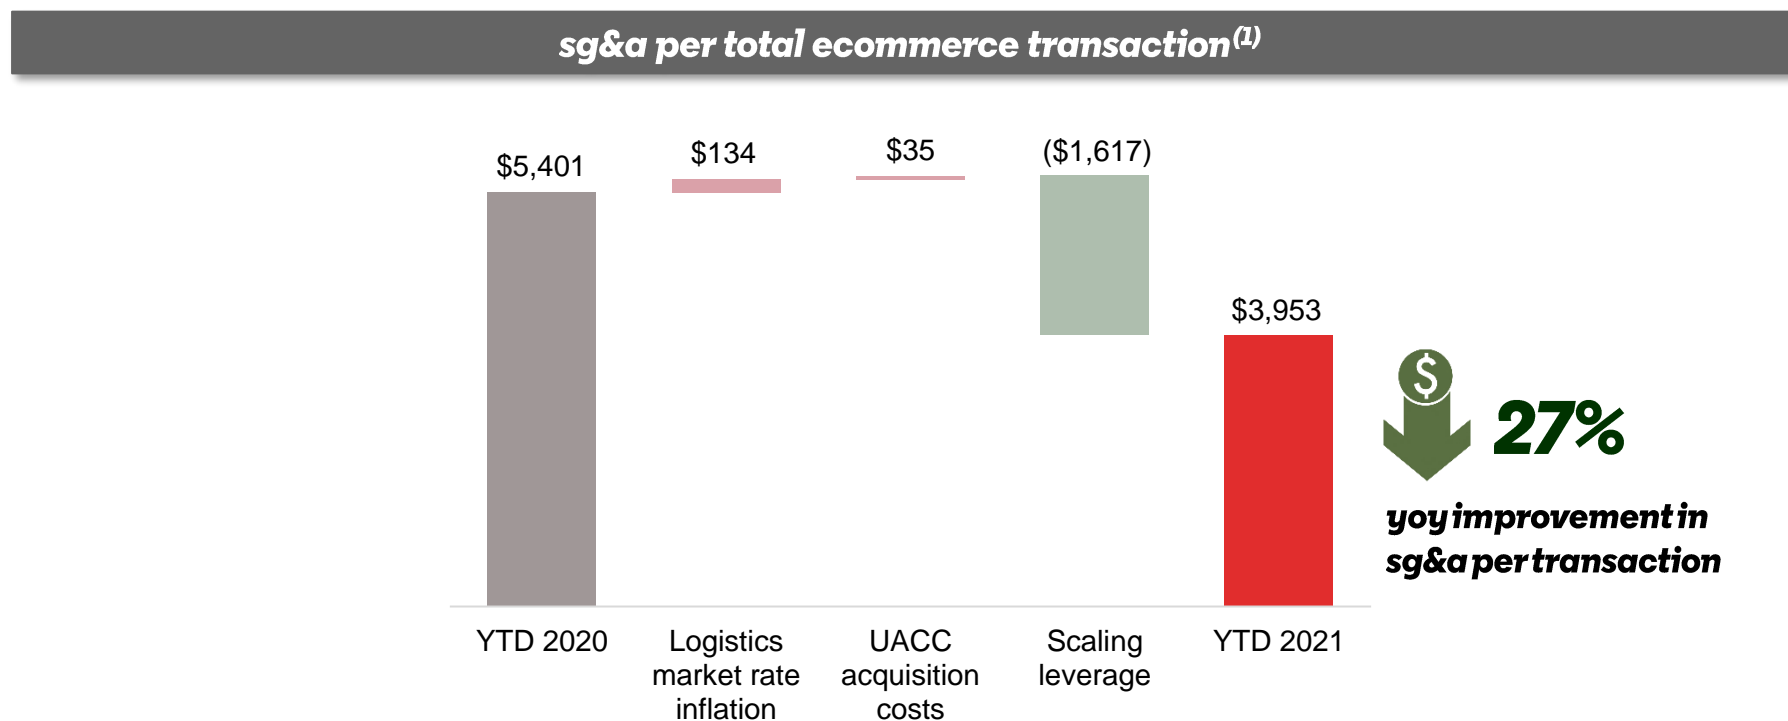 sg&a per total ecommerce transaction(1)
$5,401
$134
$35
($1,617)
$3,953
$
27%
yoy improvement in
sg&a per transaction
YTD 2020
Logistics
market rate
inflation
UACC
acquisition
costs
Scaling
leverage
YTD 2021